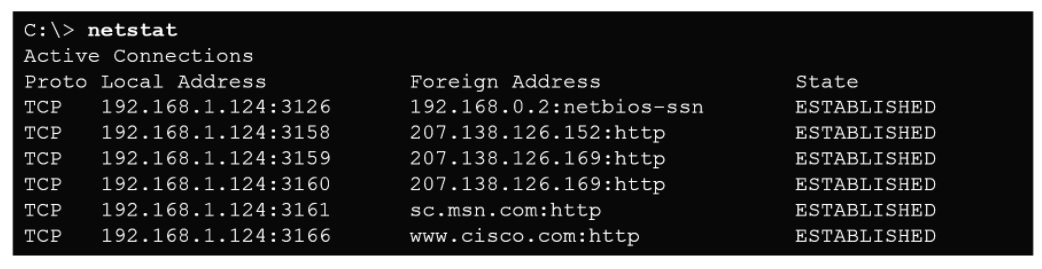 C:\> netstat
Active Connections
Proto Local Address Foreign Address State
TCP 192.168.1.124:3126 192.168.0.2:netbios-ssn ESTABLISHED
TCP 192.168.1.124:3158 207.138.126.152:http ESTABLISHED
TCP 192.168.1.124:3159 207.138.126.169:http ESTABLISHED
TCP 192.168.1.124:3160 207.138.126.169:http ESTABLISHED
TCP 192.168.1.124:3161 sc.msn.com:http ESTABLISHED
TCP 192.168.1.124:3166 www.cisco.com:http ESTABLISHED